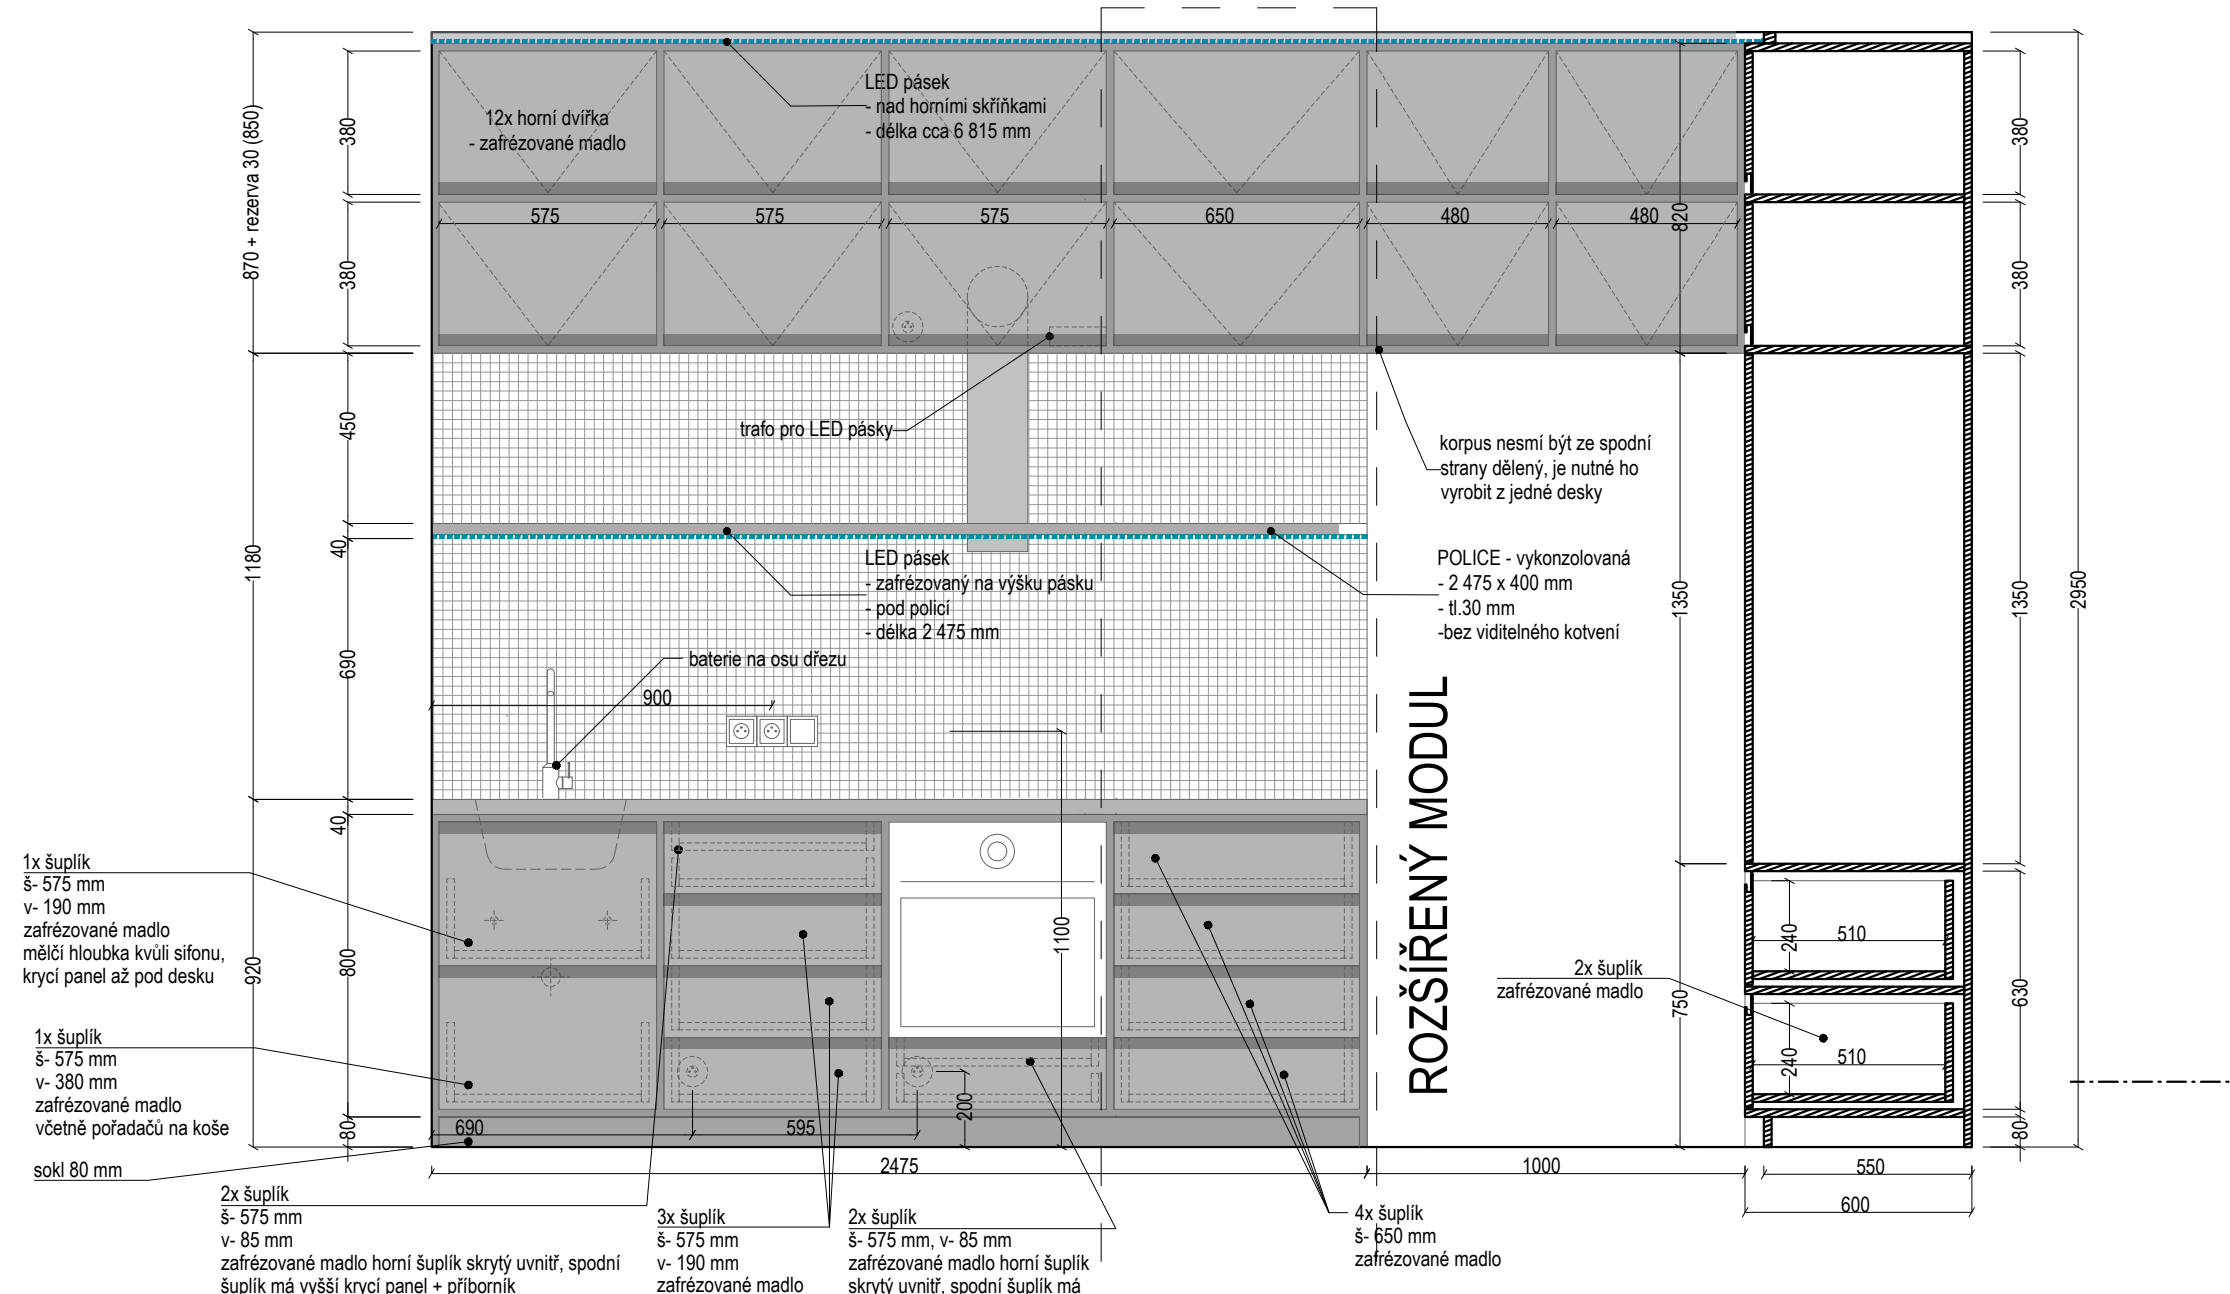 LED pásek
- nad horními skříňkami
- délka cca 6 815 mm
12x horní dvířka
- zafrézované madlo
870 + rezerva 30 (850)
380
380
380
380
575
575
575
650
480
480
820
trafo pro LED pásky
korpus nesmí být ze spodní
strany dělený, je nutné ho
vyrobit z jedné desky
450
40
1180
690
LED pásek
- zafrézovaný na výšku pásku
- pod policí
- délka 2 475 mm
POLICE - vykonzolovaná
- 2 475 x 400 mm
- tl.30 mm
-bez viditelného kotvení
1350
1350
2950
baterie na osu dřezu
900
ROZŠÍŘENÝ MODUL
40
1x šuplík
š- 575 mm
v- 190 mm
zafrézované madlo
mělčí hloubka kvůli sifonu,
krycí panel až pod desku
920
800
1100
240
510
2x šuplík
zafrézované madlo
750
630
240
510
1x šuplík
š- 575 mm
v- 380 mm
zafrézované madlo
včetně pořadačů na koše
80
690
595
200
80
sokl 80 mm
2475
1000
550
600
2x šuplík
š- 575 mm
v- 85 mm
zafrézované madlo horní šuplík skrytý uvnitř, spodní
šuplík má vyšší krycí panel + příborník
3x šuplík
š- 575 mm
v- 190 mm
zafrézované madlo
2x šuplík
š- 575 mm, v- 85 mm
zafrézované madlo horní šuplík
skrytý uvnitř, spodní šuplík má
4x šuplík
š- 650 mm
zafrézované madlo